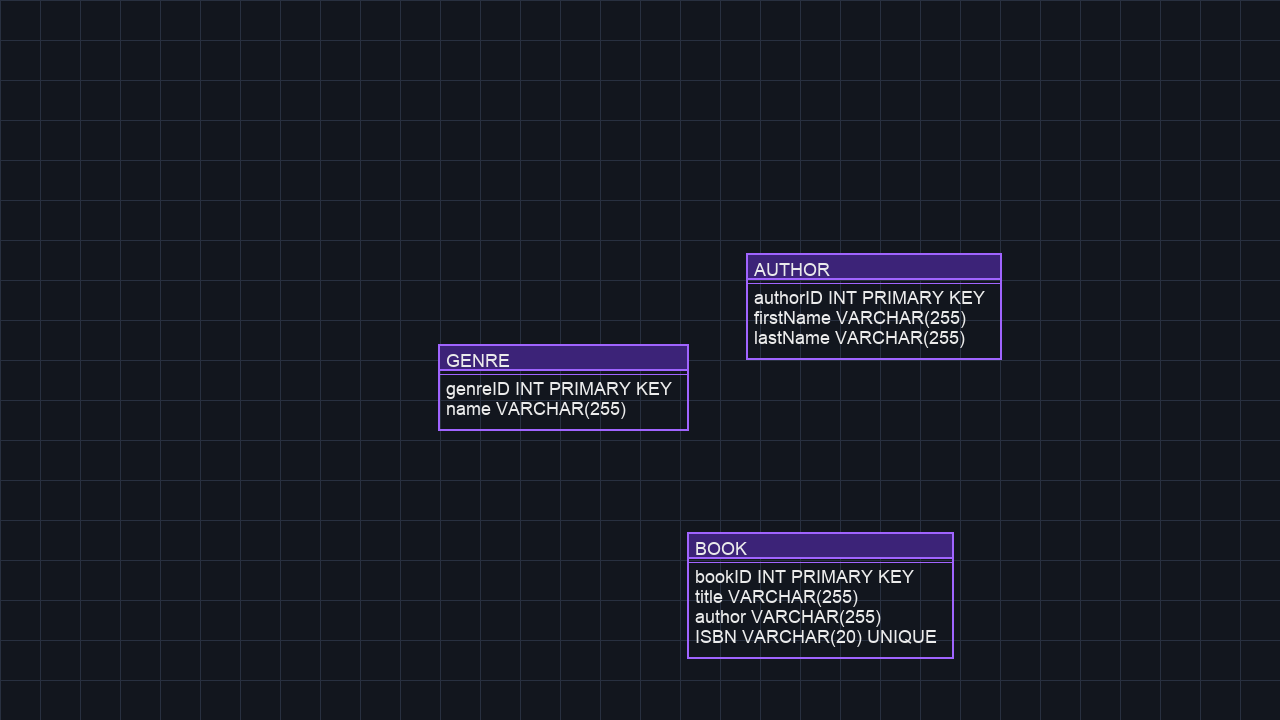 AUTHOR
authorID INT PRIMARY KEY
firstName VARCHAR(255)
lastName VARCHAR(255)
GENRE
genreID INT PRIMARY KEY
name VARCHAR(255)
BOOK
bookID INT PRIMARY KEY
title VARCHAR(255)
author VARCHAR(255)
ISBN VARCHAR(20) UNIQUE